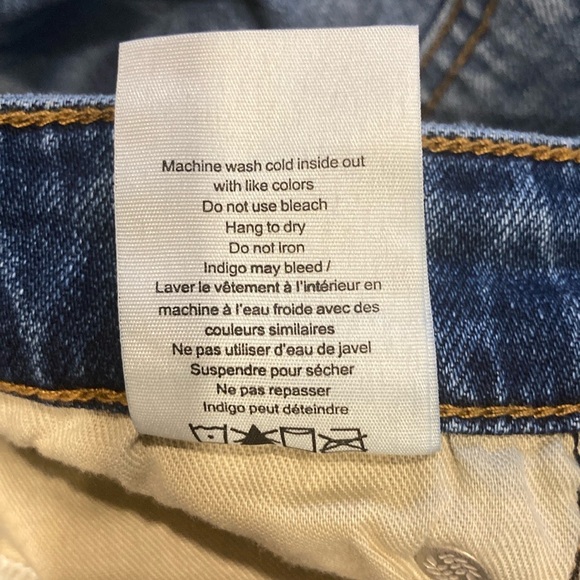 Machine wash cold inside out
with like colors
Do not use bleach
Hang to dry
Do not Iron
Indigo may bleed /
Laver le vêtement à l'intérieur en
machine à l'eau froide avec des
couleurs similaires
Ne pas utiliser d'eau de javel
Suspendre pour sécher
Ne pas repasser
Indigo peut déteindre